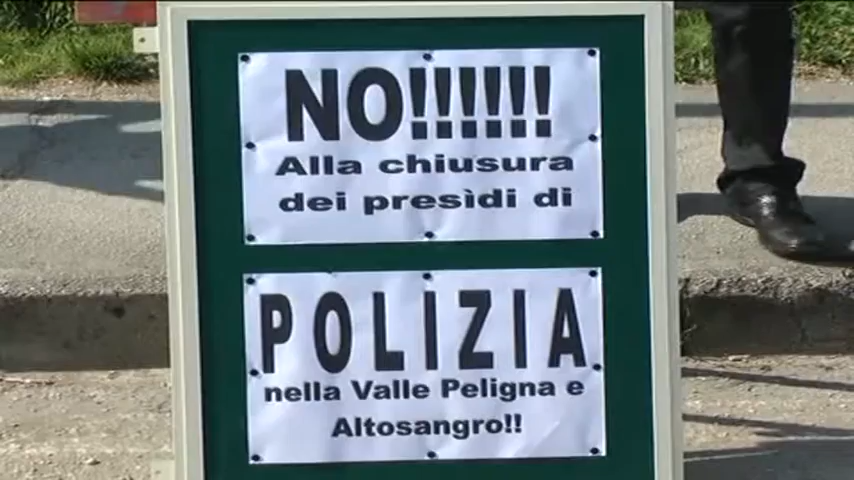 NO!!!!!!
Alla chiusura
dei presìdi di
POLIZIA
nella Valle Peligna e
Altosangro!!